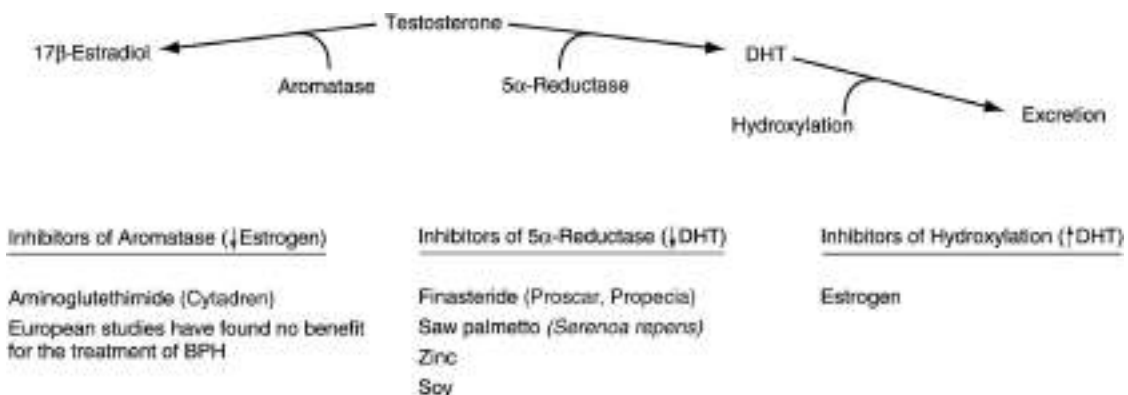 Testosterone
17β-Estradiol
DHT
Aromatase
5α-Reductase
Hydroxylation
Excretion
Inhibitors of Aromatase (↓Estrogen)
Aminoglutethimide (Cytadren)
European studies have found no benefit
for the treatment of BPH
Inhibitors of 5α-Reductase (↓DHT)
Finasteride (Proscar, Propecia)
Saw palmetto (Serenoa repens)
Zinc
Soy
Inhibitors of Hydroxylation (↑DHT)
Estrogen